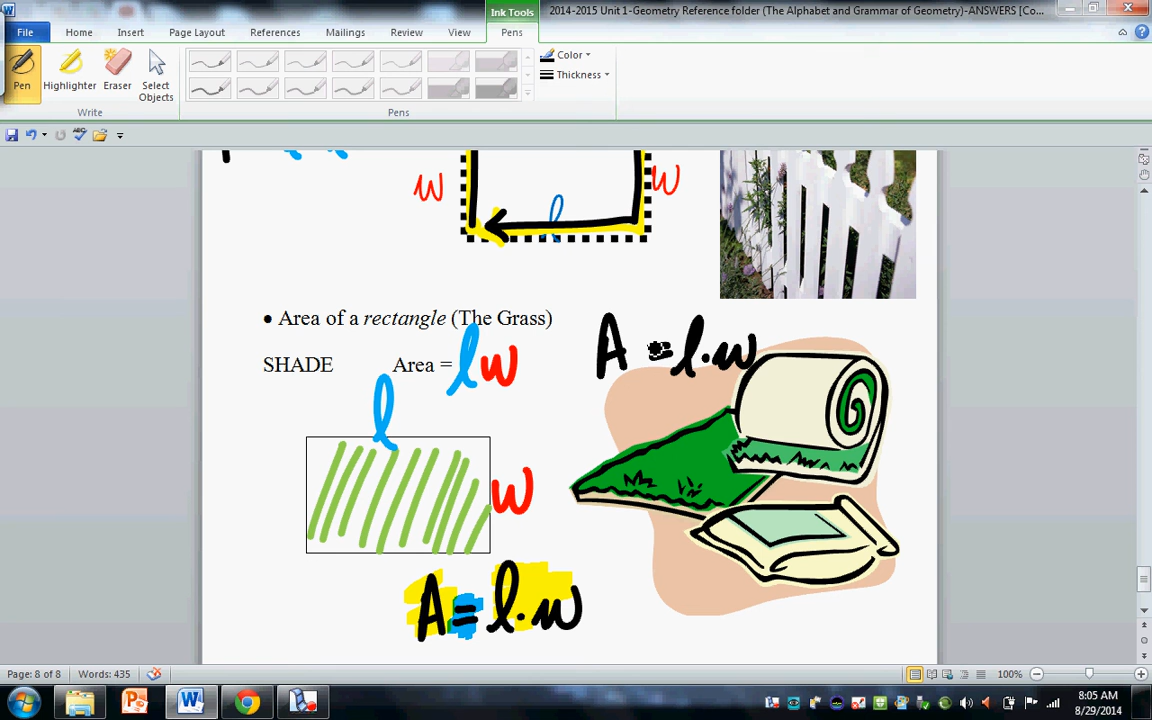 Ink Tools
2014-2015 Unit 1-Geometry Reference folder (The Alphabet and Grammar of Geometry)-ANSWERS [Co...
File Home Insert Page Layout References Mailings Review View Pens
Pen Highlighter Eraser Select Objects
Color
Thickness
Write Pens
w w
l
• Area of a rectangle (The Grass)
A = l·w
SHADE Area = lw
l
w
A = l·w
Page: 8 of 8 Words: 435 100%
8:05 AM
8/29/2014